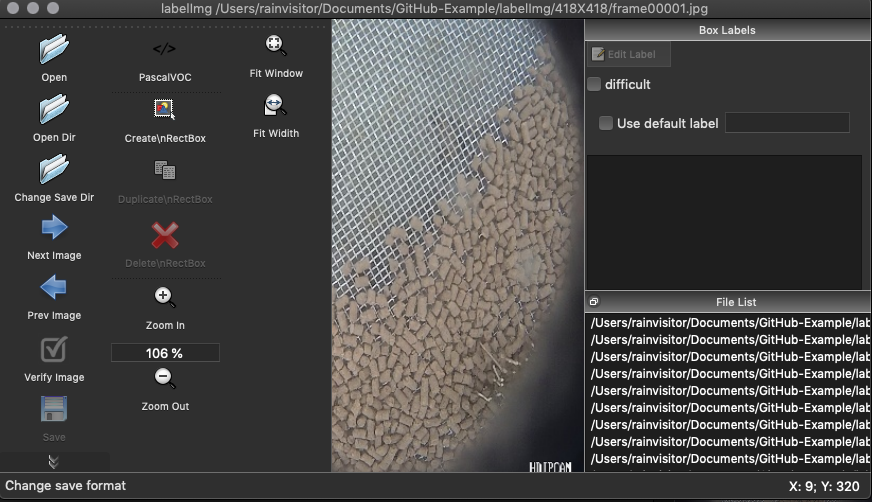 labelImg /Users/rainvisitor/Documents/GitHub-Example/labelImg/418X418/frame00001.jpg
Open
Open Dir
Change Save Dir
Next Image
Prev Image
Verify Image
Save
</>
PascalVOC
Create\nRectBox
Duplicate\nRectBox
Delete\nRectBox
Zoom In
106 %
Zoom Out
Fit Window
Fit Width
HDIPCAM
Box Labels
Edit Label
difficult
Use default label
File List
/Users/rainvisitor/Documents/GitHub-Example/lab
/Users/rainvisitor/Documents/GitHub-Example/lab
/Users/rainvisitor/Documents/GitHub-Example/lab
/Users/rainvisitor/Documents/GitHub-Example/lab
/Users/rainvisitor/Documents/GitHub-Example/lab
/Users/rainvisitor/Documents/GitHub-Example/lab
/Users/rainvisitor/Documents/GitHub-Example/lab
/Users/rainvisitor/Documents/GitHub-Example/lab
/Users/rainvisitor/Documents/GitHub-Example/lab
Change save format
X: 9; Y: 320